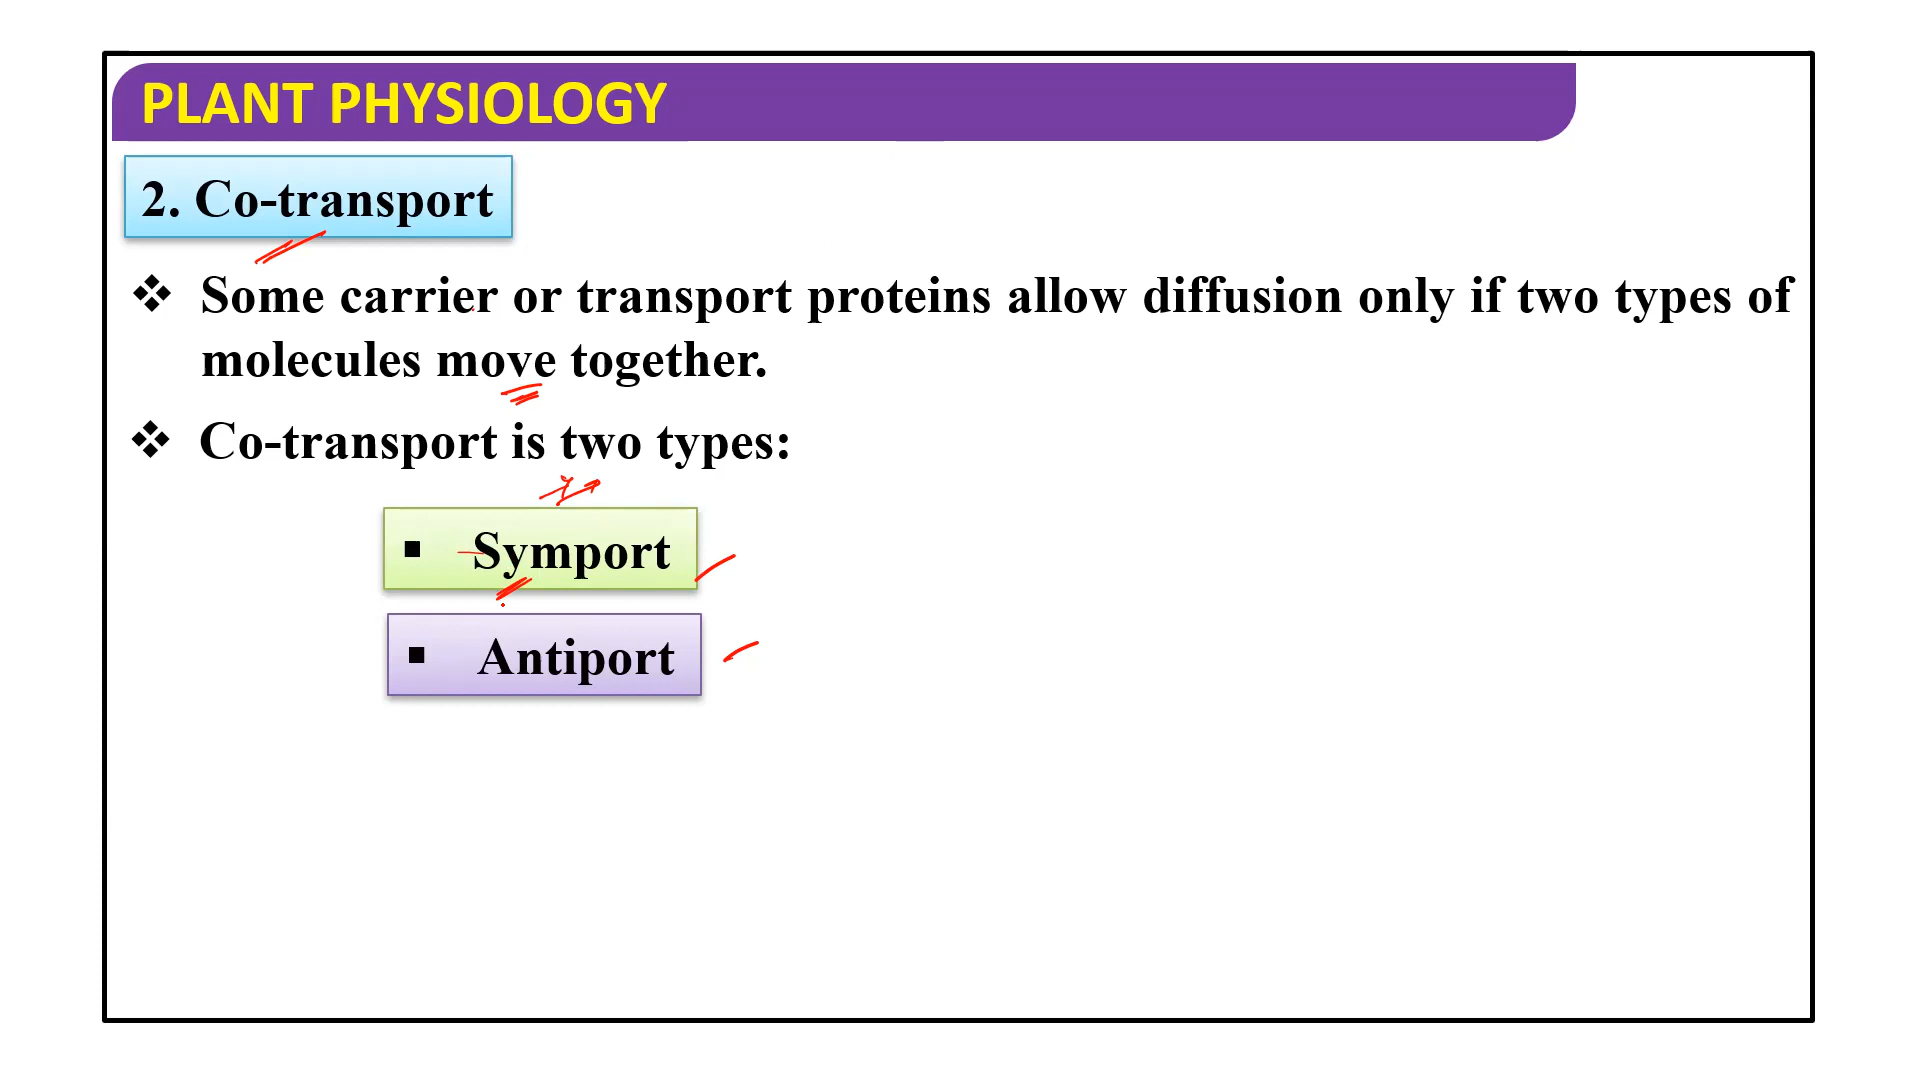 PLANT PHYSIOLOGY
2. Co-transport
❖ Some carrier or transport proteins allow diffusion only if two types of
molecules move together.
❖ Co-transport is two types:
▪ Symport
▪ Antiport